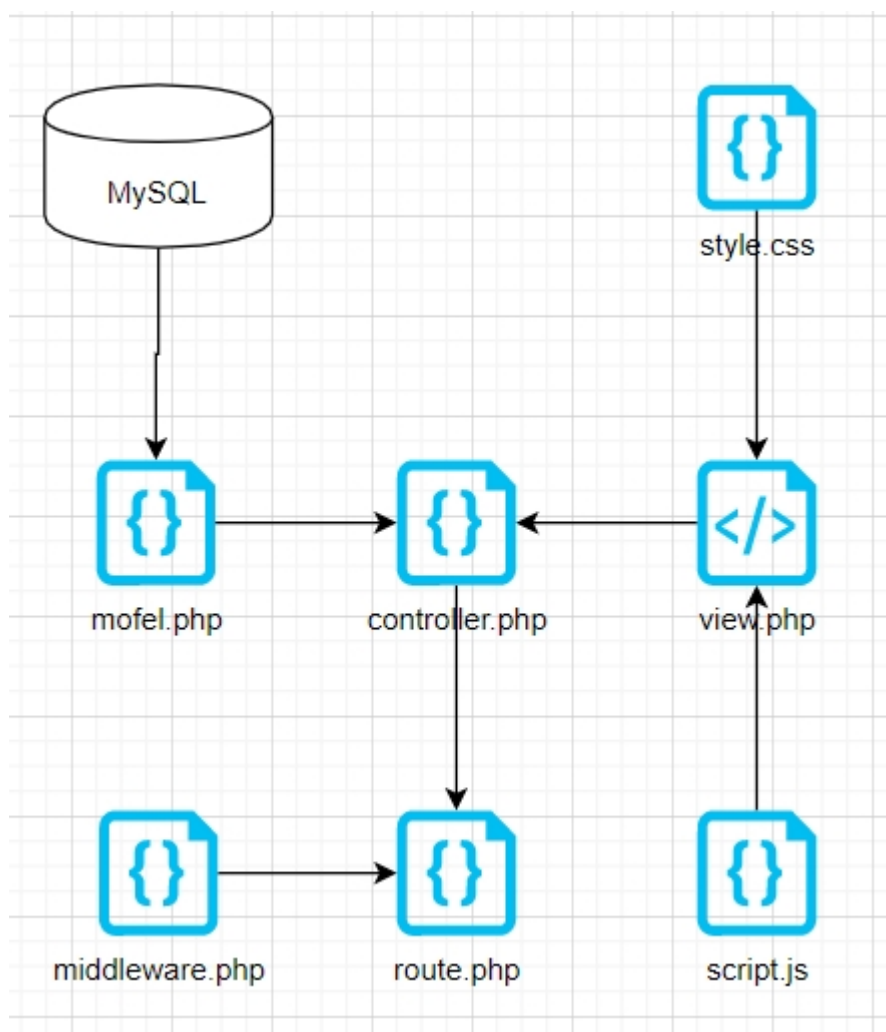 MySQL
{}
style.css
{}
{}
</>
mofel.php
controller.php
view.php
{}
{}
{}
middleware.php
route.php
script.js